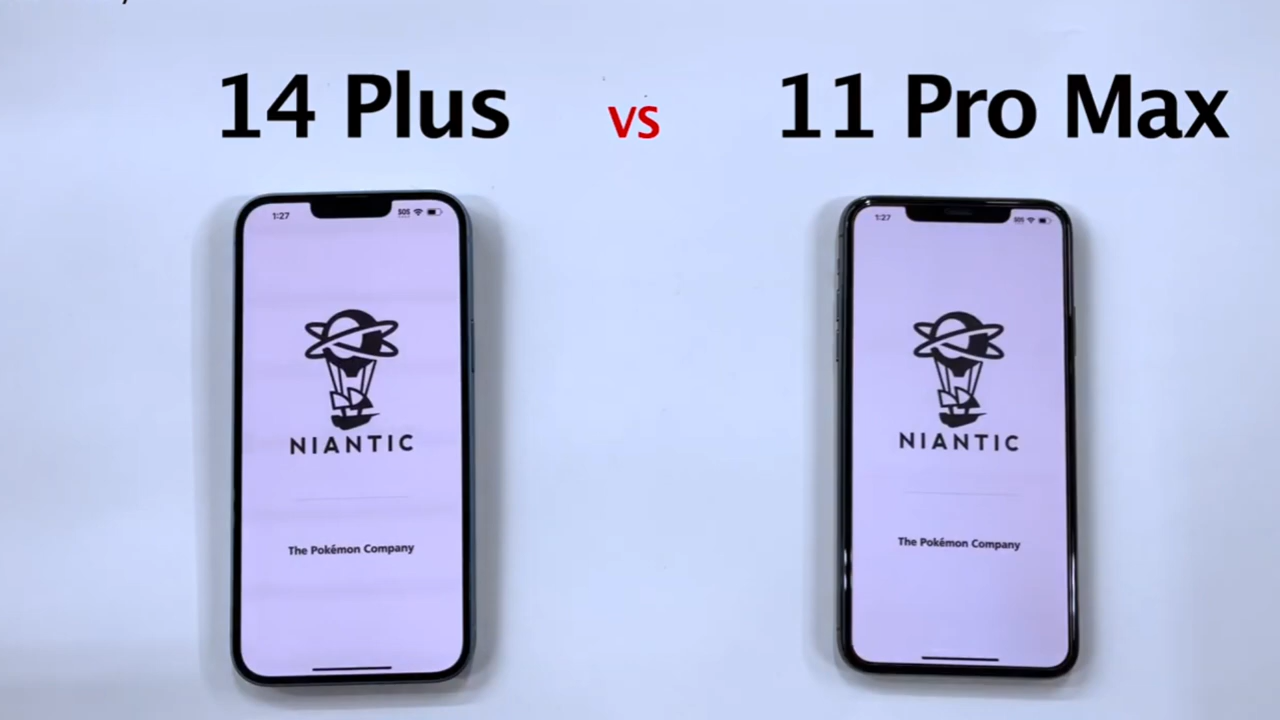 14 Plus vs 11 Pro Max
1:27 SOS
NIANTIC
The Pokémon Company
1:27 SOS
NIANTIC
The Pokémon Company